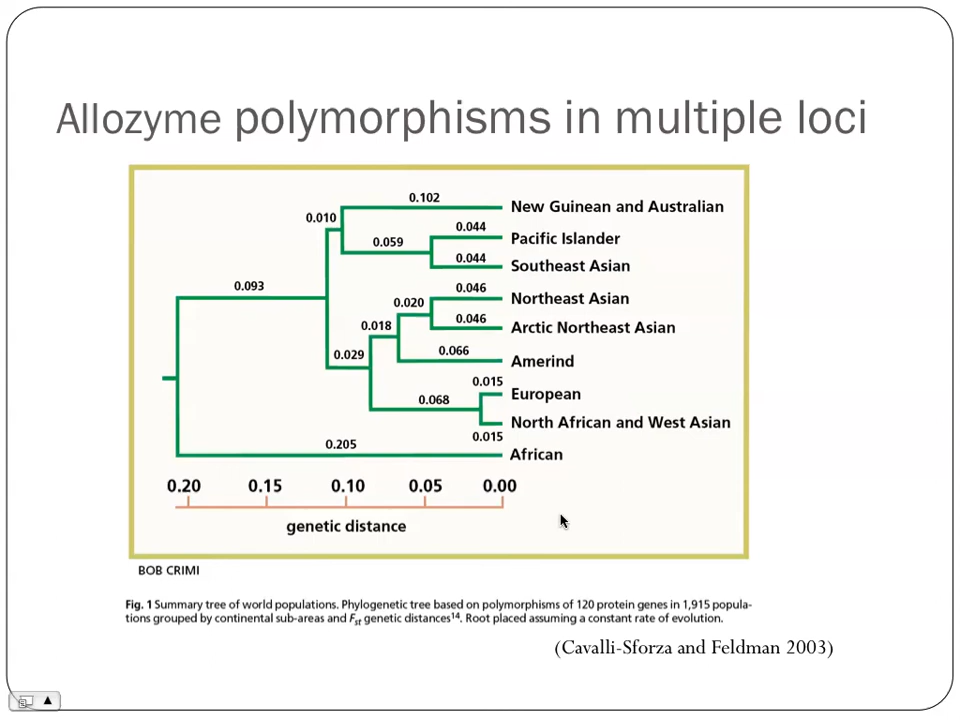 Allozyme polymorphisms in multiple loci
0.102
New Guinean and Australian
0.010
0.044
Pacific Islander
0.059
0.044
Southeast Asian
0.093
0.046
Northeast Asian
0.020
0.046
Arctic Northeast Asian
0.018
0.029
0.066
Amerind
0.015
European
0.068
North African and West Asian
0.015
0.205
African
0.20 0.15 0.10 0.05 0.00
genetic distance
BOB CRIMI
Fig. 1 Summary tree of world populations. Phylogenetic tree based on polymorphisms of 120 protein genes in 1,915 popula-
tions grouped by continental sub-areas and Fst genetic distances14. Root placed assuming a constant rate of evolution.
(Cavalli-Sforza and Feldman 2003)